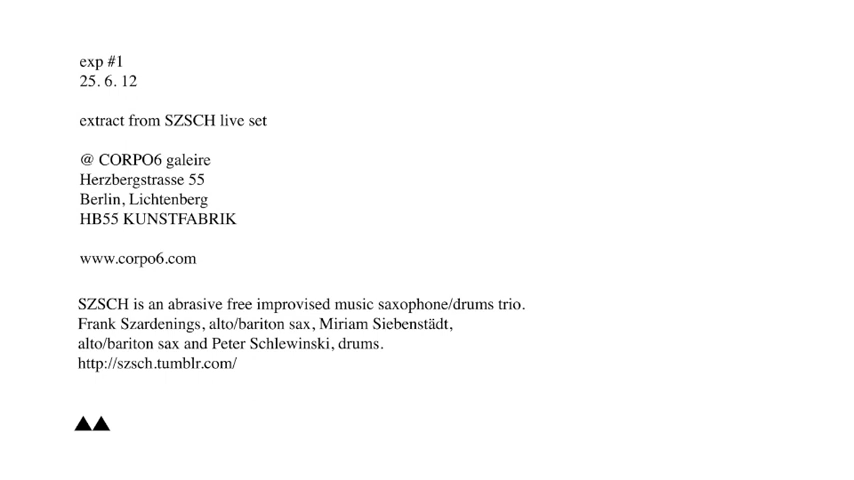 exp #1
25. 6. 12
extract from SZSCH live set
@ CORPO6 galeire
Herzbergstrasse 55
Berlin, Lichtenberg
HB55 KUNSTFABRIK
www.corpo6.com
SZSCH is an abrasive free improvised music saxophone/drums trio.
Frank Szardenings, alto/bariton sax, Miriam Siebenstädt,
alto/bariton sax and Peter Schlewinski, drums.
http://szsch.tumblr.com/